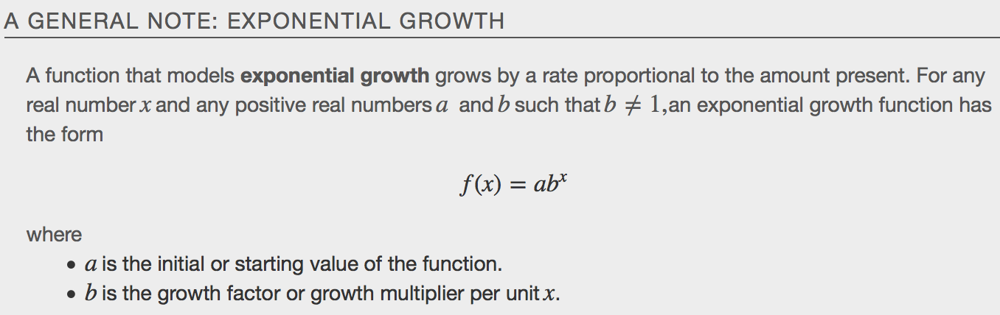 A GENERAL NOTE: EXPONENTIAL GROWTH
A function that models exponential growth grows by a rate proportional to the amount present. For any
real number x and any positive real numbers a and b such that b ≠ 1,an exponential growth function has
the form
f(x) = abˣ
where
• a is the initial or starting value of the function.
• b is the growth factor or growth multiplier per unit x.